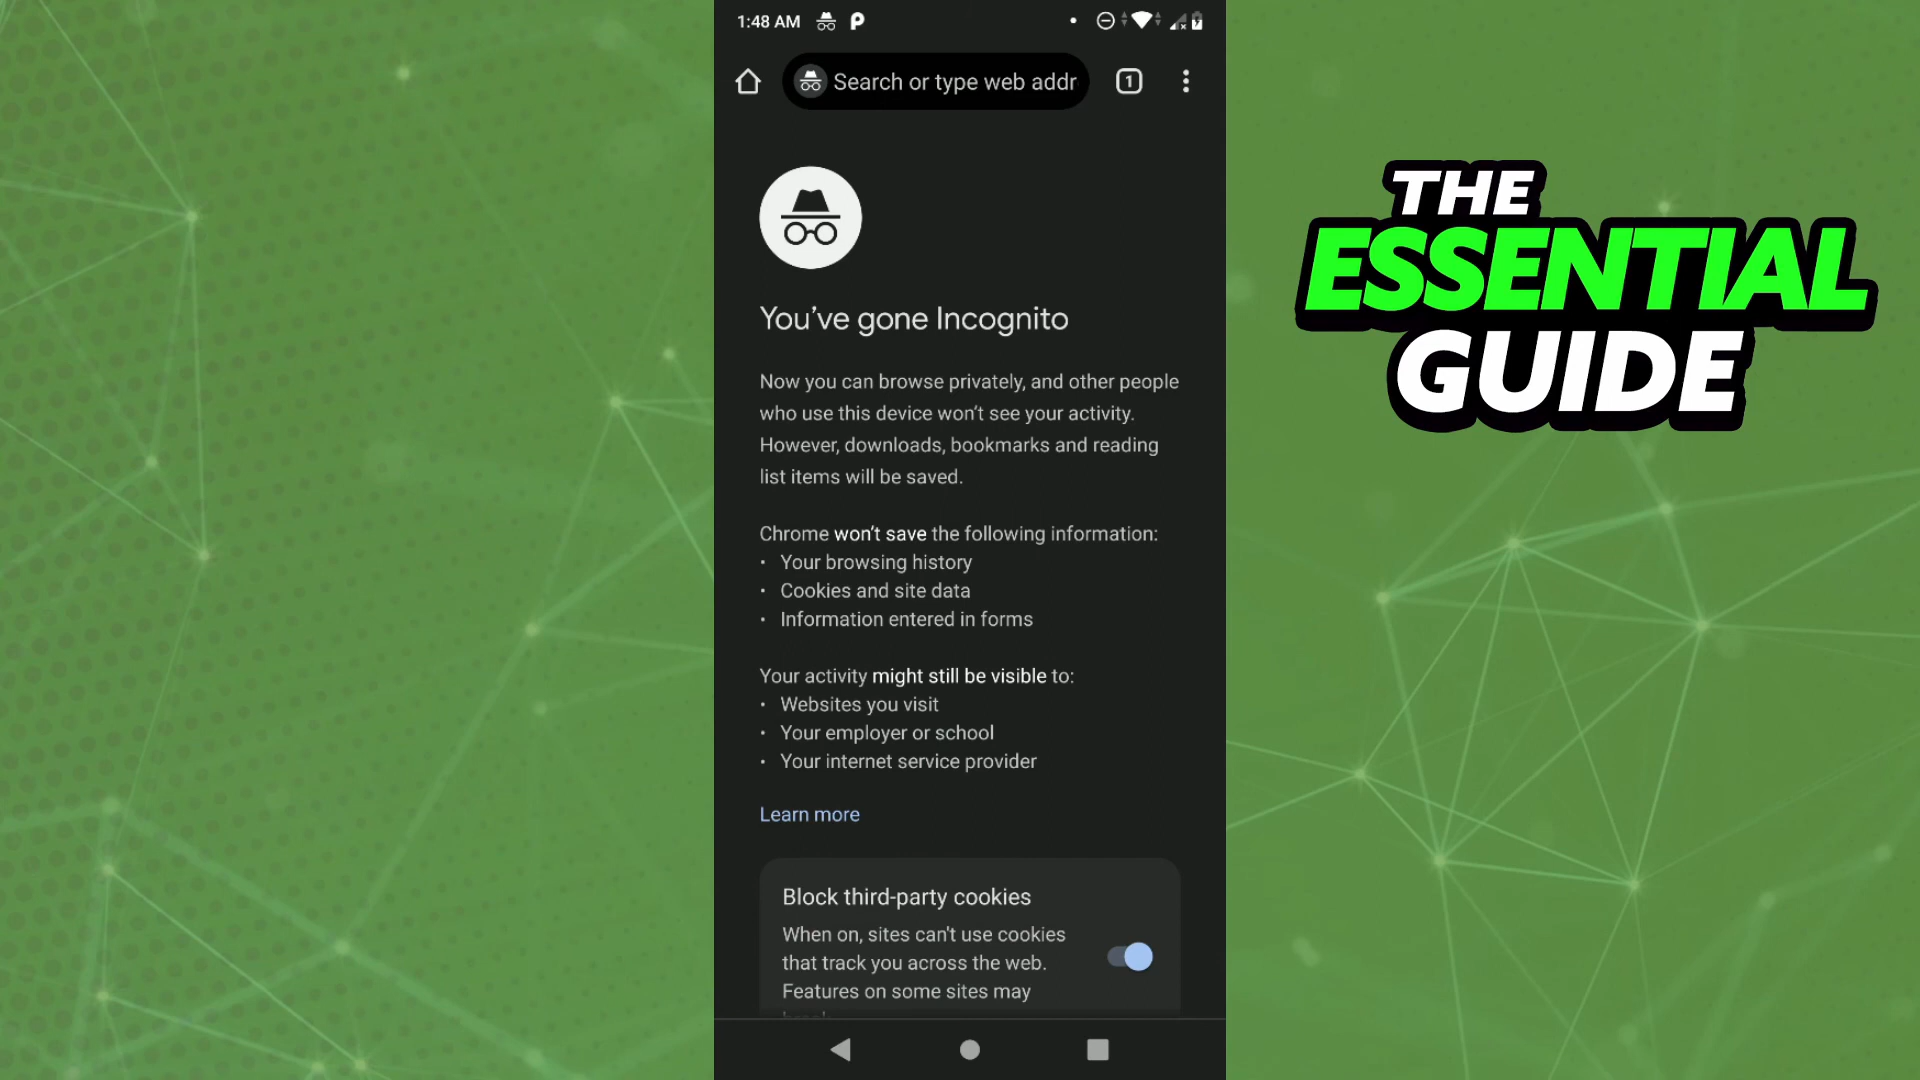 1:48 AM
Search or type web addr
1
You've gone Incognito
Now you can browse privately, and other people
who use this device won't see your activity.
However, downloads, bookmarks and reading
list items will be saved.
Chrome won't save the following information:
• Your browsing history
• Cookies and site data
• Information entered in forms
Your activity might still be visible to:
• Websites you visit
• Your employer or school
• Your internet service provider
Learn more
Block third-party cookies
When on, sites can't use cookies
that track you across the web.
Features on some sites may
THE
ESSENTIAL
GUIDE